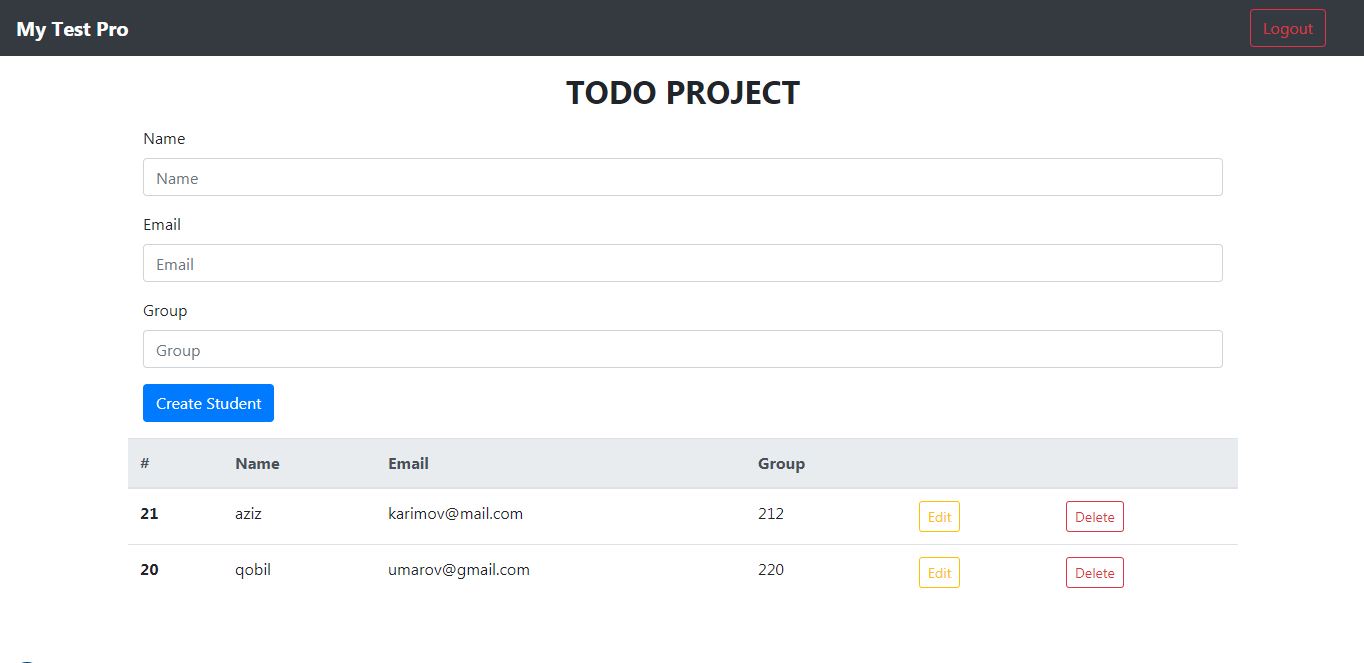 My Test Pro Logout
TODO PROJECT
Name
Name
Email
Email
Group
Group
Create Student
# Name Email Group
21 aziz karimov@mail.com 212 Edit Delete
20 qobil umarov@gmail.com 220 Edit Delete